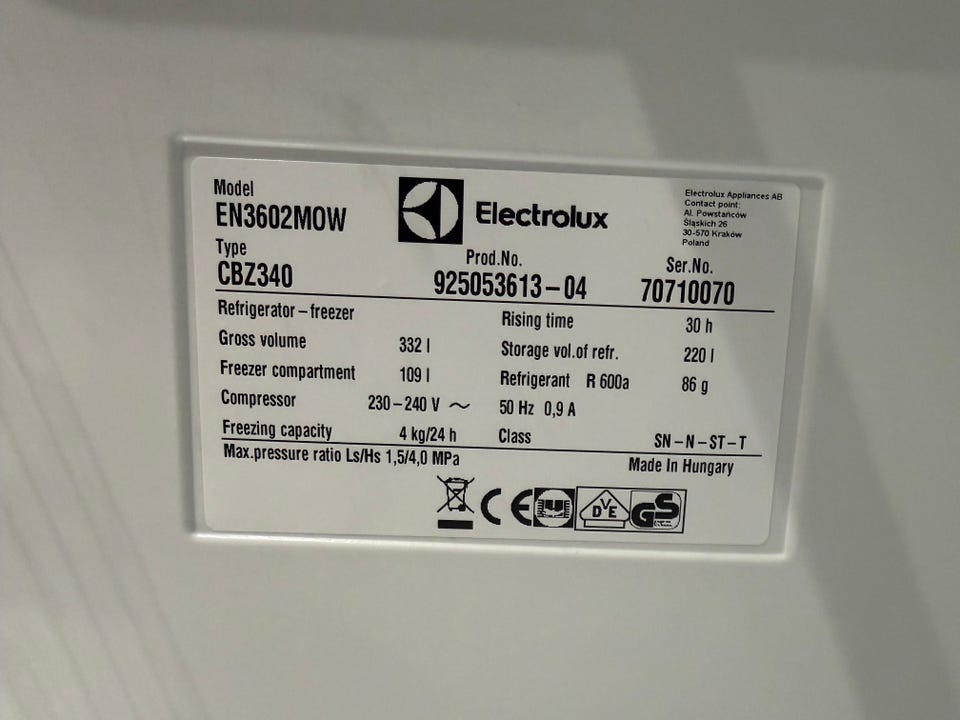 Model
EN3602MOW
Type
CBZ340
Electrolux
Electrolux Appliances AB
Contact point:
Al. Powstańców
Śląskich 26
30-570 Kraków
Poland
Prod.No.
925053613-04
Ser.No.
70710070
Refrigerator-freezer
Rising time 30 h
Gross volume 332 l
Storage vol.of refr. 220 l
Freezer compartment 109 l
Refrigerant R 600a 86 g
Compressor 230-240 V ~ 50 Hz 0,9 A
Freezing capacity 4 kg/24 h
Class SN-N-ST-T
Max.pressure ratio Ls/Hs 1,5/4,0 MPa
Made In Hungary
CE
DVE
GS